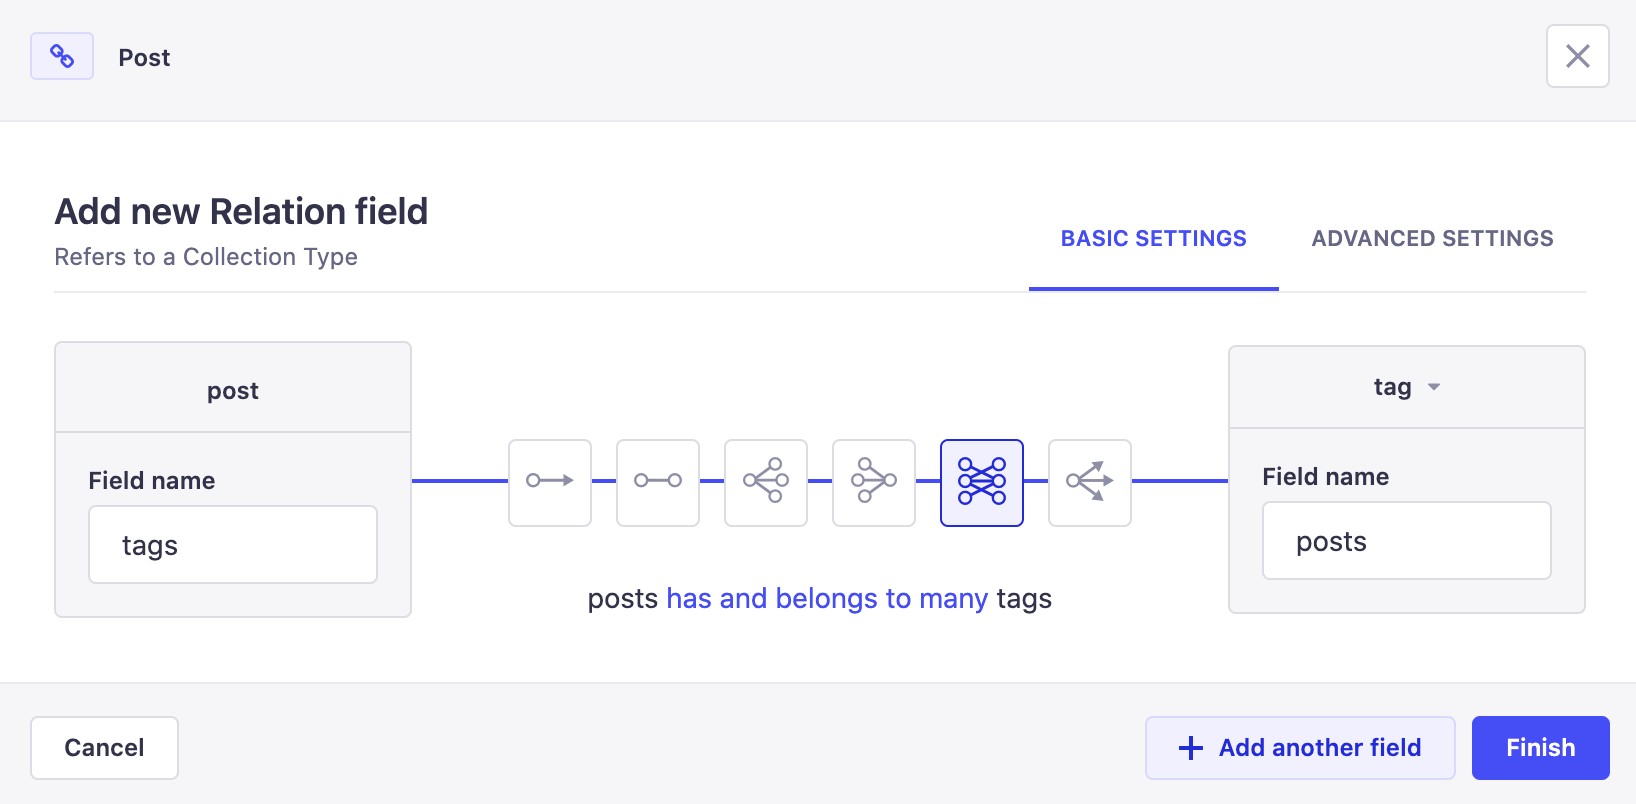 Post
Add new Relation field
Refers to a Collection Type
BASIC SETTINGS
ADVANCED SETTINGS
post
Field name
tags
posts has and belongs to many tags
tag
Field name
posts
Cancel
Add another field
Finish